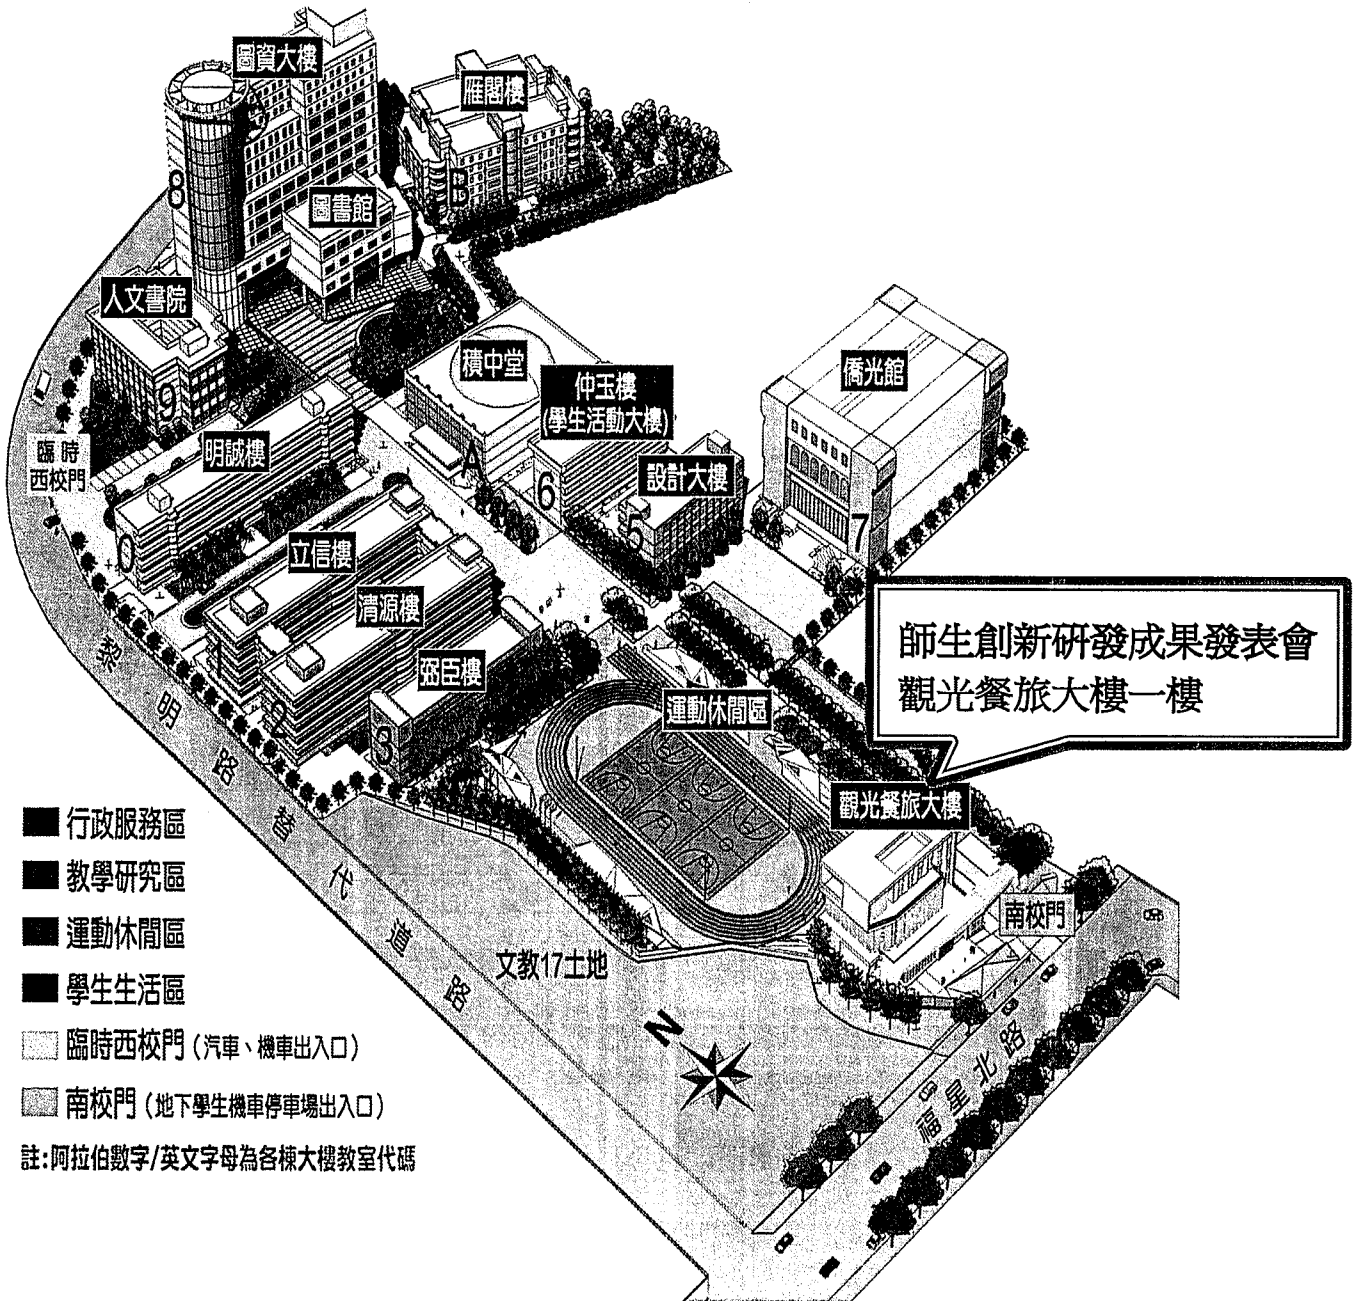 圖資大樓
雁閣樓
8
B
圖書館
人文書院
9
積中堂
仲玉樓
(學生活動大樓)
僑光館
臨時
西校門
明誠樓
A
6
設計大樓
5
7
0
立信樓
清源樓
1
弼臣樓
2
3
師生創新研發成果發表會
觀光餐旅大樓一樓
運動休閒區
觀光餐旅大樓
南校門
黎明路替代道路
文教17土地
N
福星北路
行政服務區
教學研究區
運動休閒區
學生生活區
臨時西校門（汽車、機車出入口）
南校門（地下學生機車停車場出入口）
註:阿拉伯數字/英文字母為各棟大樓教室代碼